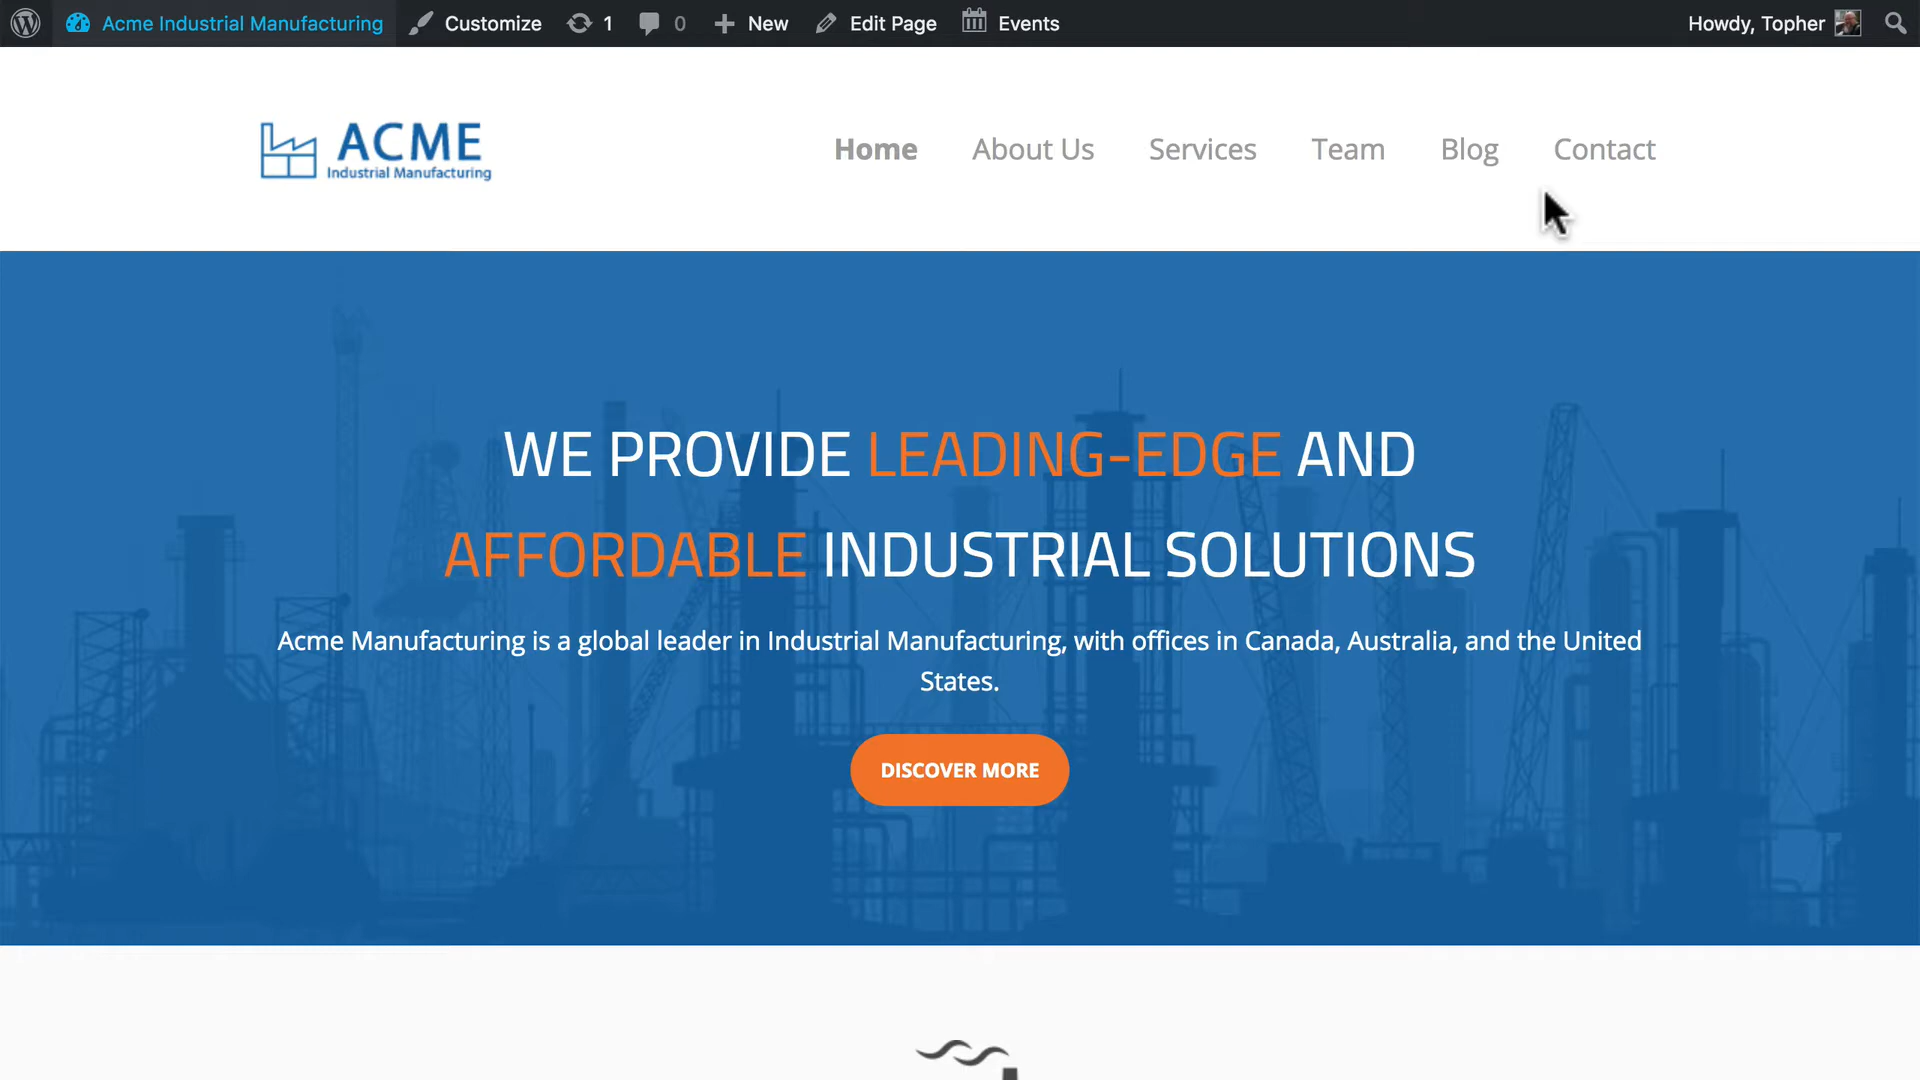 Acme Industrial Manufacturing Customize 1 0 New Edit Page Events Howdy, Topher
ACME
Industrial Manufacturing
Home About Us Services Team Blog Contact
WE PROVIDE LEADING-EDGE AND
AFFORDABLE INDUSTRIAL SOLUTIONS
Acme Manufacturing is a global leader in Industrial Manufacturing, with offices in Canada, Australia, and the United
States.
DISCOVER MORE